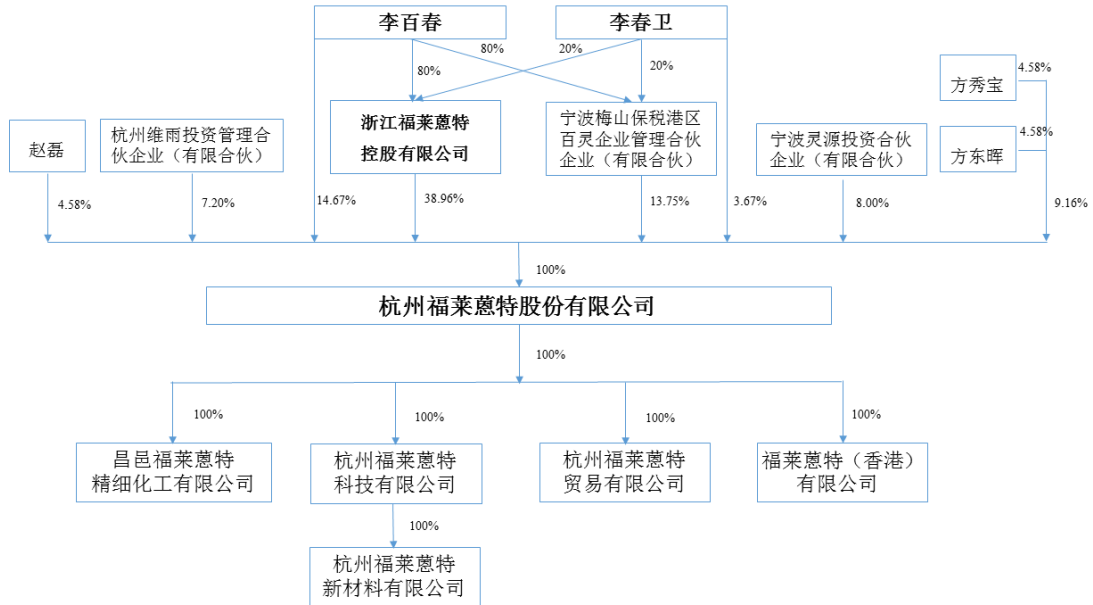 李百春
李春卫
80%
20%
80%
20%
赵磊
杭州维雨投资管理合
伙企业（有限合伙）
浙江福莱蒽特
控股有限公司
宁波梅山保税港区
百灵企业管理合伙
企业（有限合伙）
宁波灵源投资合伙
企业（有限合伙）
方秀宝
4.58%
方东晖
4.58%
4.58%
7.20%
14.67%
38.96%
13.75%
3.67%
8.00%
9.16%
100%
杭州福莱蒽特股份有限公司
100%
100%
100%
100%
100%
昌邑福莱蒽特
精细化工有限公司
杭州福莱蒽特
科技有限公司
杭州福莱蒽特
贸易有限公司
福莱蒽特（香港）
有限公司
100%
杭州福莱蒽特
新材料有限公司